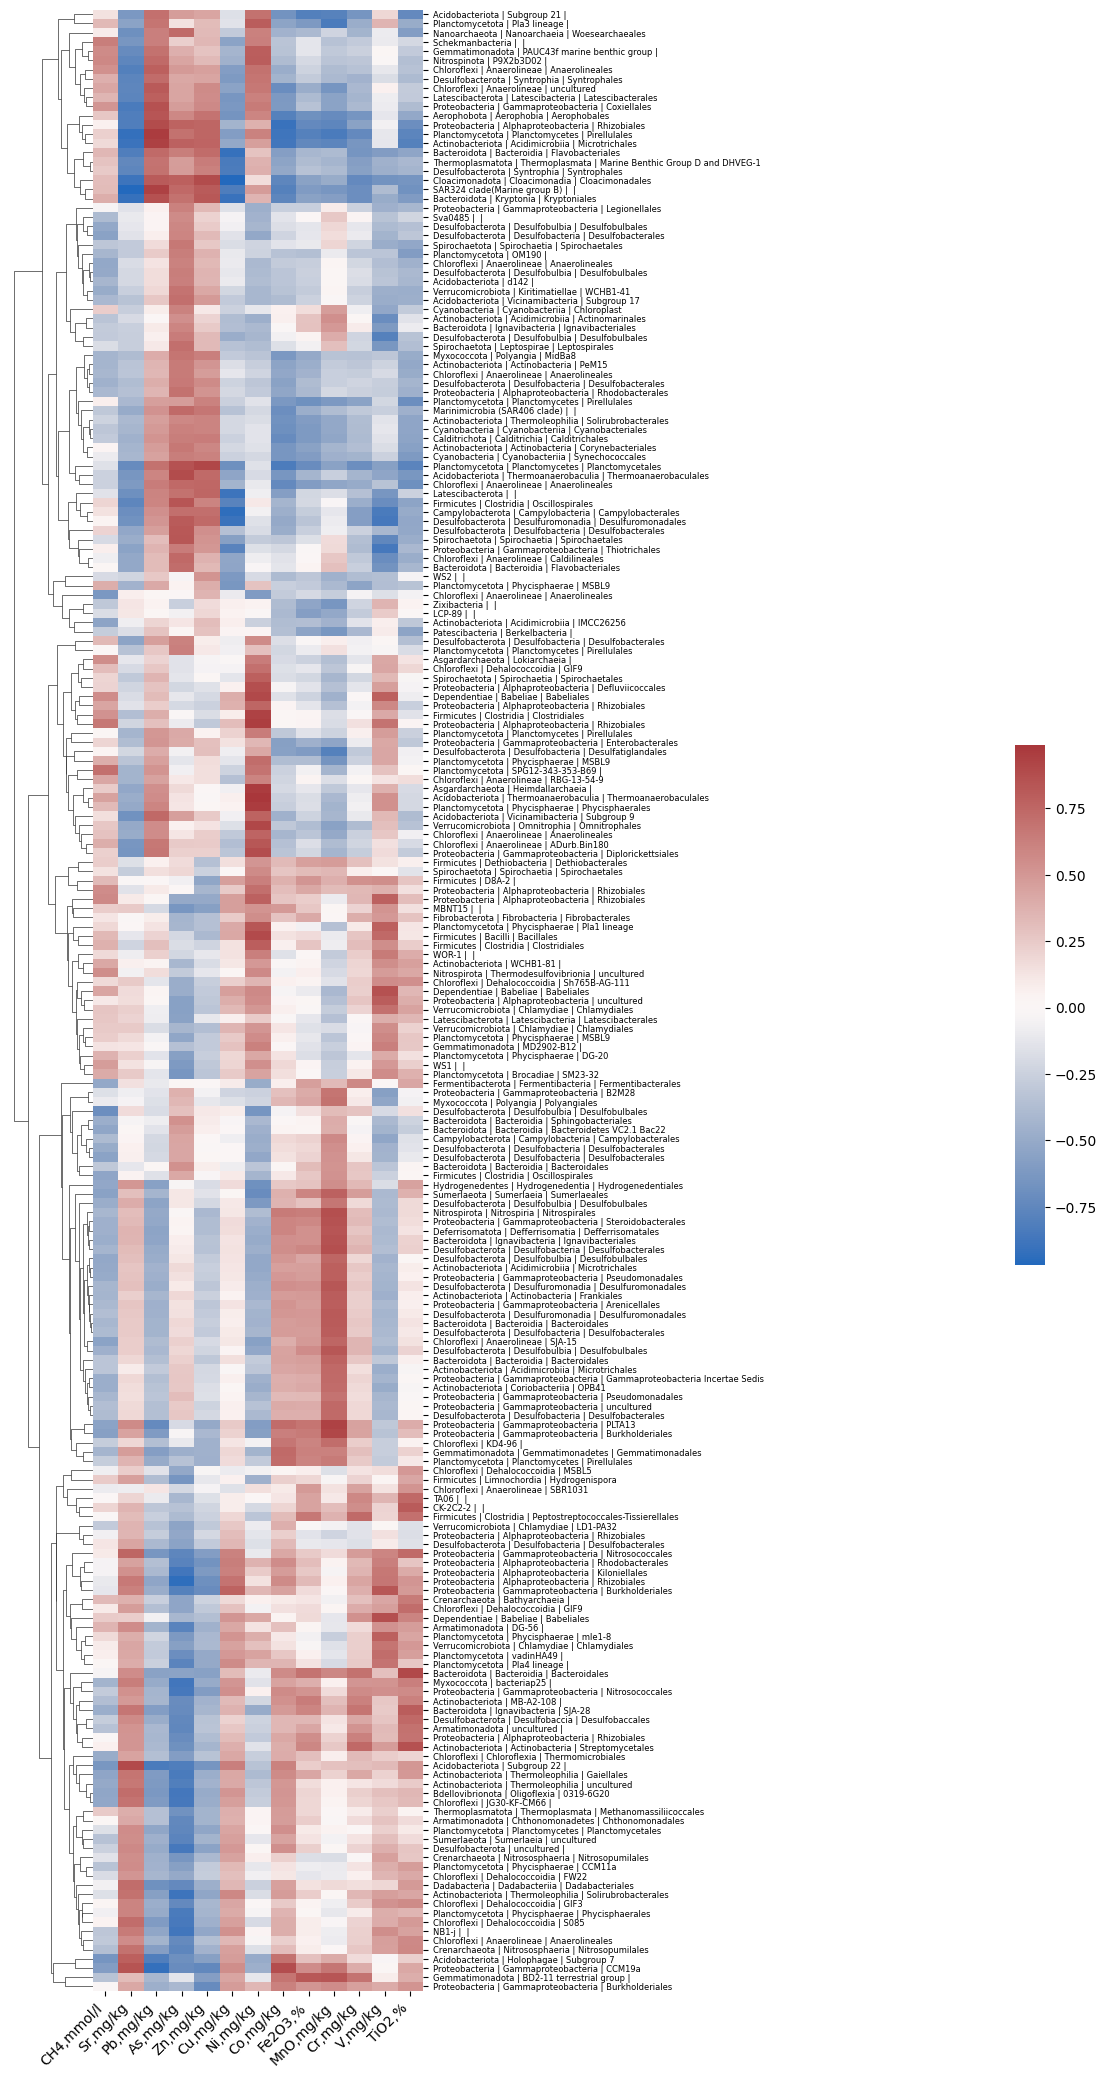 Acidobacteriota | Subgroup 21 |
Planctomycetota | Pla3 lineage |
Nanoarchaeota | Nanoarchaeia | Woesearchaeales
Schekmanbacteria | |
Gemmatimonadota | PAUC43f marine benthic group |
Nitrospinota | P9X2b3D02 |
Chloroflexi | Anaerolineae | Anaerolineales
Desulfobacterota | Syntrophia | Syntrophales
Chloroflexi | Anaerolineae | uncultured
Latescibacterota | Latescibacteria | Latescibacterales
Proteobacteria | Gammaproteobacteria | Coxiellales
Aerophobota | Aerophobia | Aerophobales
Proteobacteria | Alphaproteobacteria | Rhizobiales
Planctomycetota | Planctomycetes | Pirellulales
Actinobacteriota | Acidimicrobiia | Microtrichales
Bacteroidota | Bacteroidia | Flavobacteriales
Thermoplasmatota | Thermoplasmata | Marine Benthic Group D and DHVEG-1
Desulfobacterota | Syntrophia | Syntrophales
Cloacimonadota | Cloacimonadia | Cloacimonadales
SAR324 clade(Marine group B) | |
Bacteroidota | Kryptonia | Kryptoniales
Proteobacteria | Gammaproteobacteria | Legionellales
Sva0485 | |
Desulfobacterota | Desulfobulbia | Desulfobulbales
Desulfobacterota | Desulfobacteria | Desulfobacterales
Spirochaetota | Spirochaetia | Spirochaetales
Planctomycetota | OM190 |
Chloroflexi | Anaerolineae | Anaerolineales
Desulfobacterota | Desulfobulbia | Desulfobulbales
Acidobacteriota | d142 |
Verrucomicrobiota | Kiritimatiellae | WCHB1-41
Acidobacteriota | Vicinamibacteria | Subgroup 17
Cyanobacteria | Cyanobacteriia | Chloroplast
Actinobacteriota | Acidimicrobiia | Actinomarinales
Bacteroidota | Ignavibacteria | Ignavibacteriales
Desulfobacterota | Desulfobulbia | Desulfobulbales
Spirochaetota | Leptospirae | Leptospirales
Myxococcota | Polyangia | MidBa8
Actinobacteriota | Actinobacteria | PeM15
Chloroflexi | Anaerolineae | Anaerolineales
Desulfobacterota | Desulfobacteria | Desulfobacterales
Proteobacteria | Alphaproteobacteria | Rhodobacterales
Planctomycetota | Planctomycetes | Pirellulales
Marinimicrobia (SAR406 clade) | |
Actinobacteriota | Thermoleophilia | Solirubrobacterales
Cyanobacteria | Cyanobacteriia | Cyanobacteriales
Calditrichota | Calditrichia | Calditrichales
Actinobacteriota | Actinobacteria | Corynebacteriales
Cyanobacteria | Cyanobacteriia | Synechococcales
Planctomycetota | Planctomycetes | Planctomycetales
Acidobacteriota | Thermoanaerobaculia | Thermoanaerobaculales
Chloroflexi | Anaerolineae | Anaerolineales
Latescibacterota | |
Firmicutes | Clostridia | Oscillospirales
Campylobacterota | Campylobacteria | Campylobacterales
Desulfobacterota | Desulfuromonadia | Desulfuromonadales
Desulfobacterota | Desulfobacteria | Desulfobacterales
Spirochaetota | Spirochaetia | Spirochaetales
Proteobacteria | Gammaproteobacteria | Thiotrichales
Chloroflexi | Anaerolineae | Caldilineales
Bacteroidota | Bacteroidia | Flavobacteriales
WS2 | |
Planctomycetota | Phycisphaerae | MSBL9
Chloroflexi | Anaerolineae | Anaerolineales
Zixibacteria | |
LCP-89 | |
Actinobacteriota | Acidimicrobiia | IMCC26256
Patescibacteria | Berkelbacteria |
Desulfobacterota | Desulfobacteria | Desulfobacterales
Planctomycetota | Planctomycetes | Pirellulales
Asgardarchaeota | Lokiarchaeia |
Chloroflexi | Dehalococcoidia | GIF9
Spirochaetota | Spirochaetia | Spirochaetales
Proteobacteria | Alphaproteobacteria | Defluviicoccales
Dependentiae | Babeliae | Babeliales
Proteobacteria | Alphaproteobacteria | Rhizobiales
Firmicutes | Clostridia | Clostridiales
Proteobacteria | Alphaproteobacteria | Rhizobiales
Planctomycetota | Planctomycetes | Pirellulales
Proteobacteria | Gammaproteobacteria | Enterobacterales
Desulfobacterota | Desulfobacteria | Desulfatiglandales
Planctomycetota | Phycisphaerae | MSBL9
Planctomycetota | SPG12-343-353-B69 |
Chloroflexi | Anaerolineae | RBG-13-54-9
Asgardarchaeota | Heimdallarchaeia |
Acidobacteriota | Thermoanaerobaculia | Thermoanaerobaculales
Planctomycetota | Phycisphaerae | Phycisphaerales
Acidobacteriota | Vicinamibacteria | Subgroup 9
Verrucomicrobiota | Omnitrophia | Omnitrophales
Chloroflexi | Anaerolineae | Anaerolineales
Chloroflexi | Anaerolineae | ADurb.Bin180
Proteobacteria | Gammaproteobacteria | Diplorickettsiales
Firmicutes | Dethiobacteria | Dethiobacterales
Spirochaetota | Spirochaetia | Spirochaetales
Firmicutes | D8A-2 |
Proteobacteria | Alphaproteobacteria | Rhizobiales
Proteobacteria | Alphaproteobacteria | Rhizobiales
MBNT15 | |
Fibrobacterota | Fibrobacteria | Fibrobacterales
Planctomycetota | Phycisphaerae | Pla1 lineage
Firmicutes | Bacilli | Bacillales
Firmicutes | Clostridia | Clostridiales
WOR-1 | |
Actinobacteriota | WCHB1-81 |
Nitrospirota | Thermodesulfovibrionia | uncultured
Chloroflexi | Dehalococcoidia | Sh765B-AG-111
Dependentiae | Babeliae | Babeliales
Proteobacteria | Alphaproteobacteria | uncultured
Verrucomicrobiota | Chlamydiae | Chlamydiales
Latescibacterota | Latescibacteria | Latescibacterales
Verrucomicrobiota | Chlamydiae | Chlamydiales
Planctomycetota | Phycisphaerae | MSBL9
Gemmatimonadota | MD2902-B12 |
Planctomycetota | Phycisphaerae | DG-20
WS1 | |
Planctomycetota | Brocadiae | SM23-32
Fermentibacterota | Fermentibacteria | Fermentibacterales
Proteobacteria | Gammaproteobacteria | B2M28
Myxococcota | Polyangia | Polyangiales
Desulfobacterota | Desulfobulbia | Desulfobulbales
Bacteroidota | Bacteroidia | Sphingobacteriales
Bacteroidota | Bacteroidia | Bacteroidetes VC2.1 Bac22
Campylobacterota | Campylobacteria | Campylobacterales
Desulfobacterota | Desulfobacteria | Desulfobacterales
Desulfobacterota | Desulfobacteria | Desulfobacterales
Bacteroidota | Bacteroidia | Bacteroidales
Firmicutes | Clostridia | Oscillospirales
Hydrogenedentes | Hydrogenedentia | Hydrogenedentiales
Sumerlaeota | Sumerlaeia | Sumerlaeales
Desulfobacterota | Desulfobulbia | Desulfobulbales
Nitrospirota | Nitrospiria | Nitrospirales
Proteobacteria | Gammaproteobacteria | Steroidobacterales
Deferrisomatota | Defferrisomatia | Defferrisomatales
Bacteroidota | Ignavibacteria | Ignavibacteriales
Desulfobacterota | Desulfobacteria | Desulfobacterales
Desulfobacterota | Desulfobulbia | Desulfobulbales
Actinobacteriota | Acidimicrobiia | Microtrichales
Proteobacteria | Gammaproteobacteria | Pseudomonadales
Desulfobacterota | Desulfuromonadia | Desulfuromonadales
Actinobacteriota | Actinobacteria | Frankiales
Proteobacteria | Gammaproteobacteria | Arenicellales
Desulfobacterota | Desulfuromonadia | Desulfuromonadales
Bacteroidota | Bacteroidia | Bacteroidales
Desulfobacterota | Desulfobacteria | Desulfobacterales
Chloroflexi | Anaerolineae | SJA-15
Desulfobacterota | Desulfobulbia | Desulfobulbales
Bacteroidota | Bacteroidia | Bacteroidales
Actinobacteriota | Acidimicrobiia | Microtrichales
Proteobacteria | Gammaproteobacteria | Gammaproteobacteria Incertae Sedis
Actinobacteriota | Coriobacteriia | OPB41
Proteobacteria | Gammaproteobacteria | Pseudomonadales
Proteobacteria | Gammaproteobacteria | uncultured
Desulfobacterota | Desulfobacteria | Desulfobacterales
Proteobacteria | Gammaproteobacteria | PLTA13
Proteobacteria | Gammaproteobacteria | Burkholderiales
Chloroflexi | KD4-96 |
Gemmatimonadota | Gemmatimonadetes | Gemmatimonadales
Planctomycetota | Planctomycetes | Pirellulales
Chloroflexi | Dehalococcoidia | MSBL5
Firmicutes | Limnochordia | Hydrogenispora
Chloroflexi | Anaerolineae | SBR1031
TA06 | |
CK-2C2-2 | |
Firmicutes | Clostridia | Peptostreptococcales-Tissierellales
Verrucomicrobiota | Chlamydiae | LD1-PA32
Proteobacteria | Alphaproteobacteria | Rhizobiales
Desulfobacterota | Desulfobacteria | Desulfobacterales
Proteobacteria | Gammaproteobacteria | Nitrosococcales
Proteobacteria | Alphaproteobacteria | Rhodobacterales
Proteobacteria | Alphaproteobacteria | Kiloniellales
Proteobacteria | Alphaproteobacteria | Rhizobiales
Proteobacteria | Gammaproteobacteria | Burkholderiales
Crenarchaeota | Bathyarchaeia |
Chloroflexi | Dehalococcoidia | GIF9
Dependentiae | Babeliae | Babeliales
Armatimonadota | DG-56 |
Planctomycetota | Phycisphaerae | mle1-8
Verrucomicrobiota | Chlamydiae | Chlamydiales
Planctomycetota | vadinHA49 |
Planctomycetota | Pla4 lineage |
Bacteroidota | Bacteroidia | Bacteroidales
Myxococcota | bacteriap25 |
Proteobacteria | Gammaproteobacteria | Nitrosococcales
Actinobacteriota | MB-A2-108 |
Bacteroidota | Ignavibacteria | SJA-28
Desulfobacterota | Desulfobaccia | Desulfobaccales
Armatimonadota | uncultured |
Proteobacteria | Alphaproteobacteria | Rhizobiales
Actinobacteriota | Actinobacteria | Streptomycetales
Chloroflexi | Chloroflexia | Thermomicrobiales
Acidobacteriota | Subgroup 22 |
Actinobacteriota | Thermoleophilia | Gaiellales
Actinobacteriota | Thermoleophilia | uncultured
Bdellovibrionota | Oligoflexia | 0319-6G20
Chloroflexi | JG30-KF-CM66 |
Thermoplasmatota | Thermoplasmata | Methanomassiliicoccales
Armatimonadota | Chthonomonadetes | Chthonomonadales
Planctomycetota | Planctomycetes | Planctomycetales
Sumerlaeota | Sumerlaeia | uncultured
Desulfobacterota | uncultured |
Crenarchaeota | Nitrososphaeria | Nitrosopumilales
Planctomycetota | Phycisphaerae | CCM11a
Chloroflexi | Dehalococcoidia | FW22
Dadabacteria | Dadabacteriia | Dadabacteriales
Actinobacteriota | Thermoleophilia | Solirubrobacterales
Chloroflexi | Dehalococcoidia | GIF3
Planctomycetota | Phycisphaerae | Phycisphaerales
Chloroflexi | Dehalococcoidia | S085
NB1-j | |
Chloroflexi | Anaerolineae | Anaerolineales
Crenarchaeota | Nitrososphaeria | Nitrosopumilales
Acidobacteriota | Holophagae | Subgroup 7
Proteobacteria | Gammaproteobacteria | CCM19a
Gemmatimonadota | BD2-11 terrestrial group |
Proteobacteria | Gammaproteobacteria | Burkholderiales
0.75
0.50
0.25
0.00
−0.25
−0.50
−0.75
CH4,mmol/l
Sr,mg/kg
Pb,mg/kg
As,mg/kg
Zn,mg/kg
Cu,mg/kg
Ni,mg/kg
Co,mg/kg
Fe2O3,%
MnO,mg/kg
Cr,mg/kg
V,mg/kg
TiO2,%